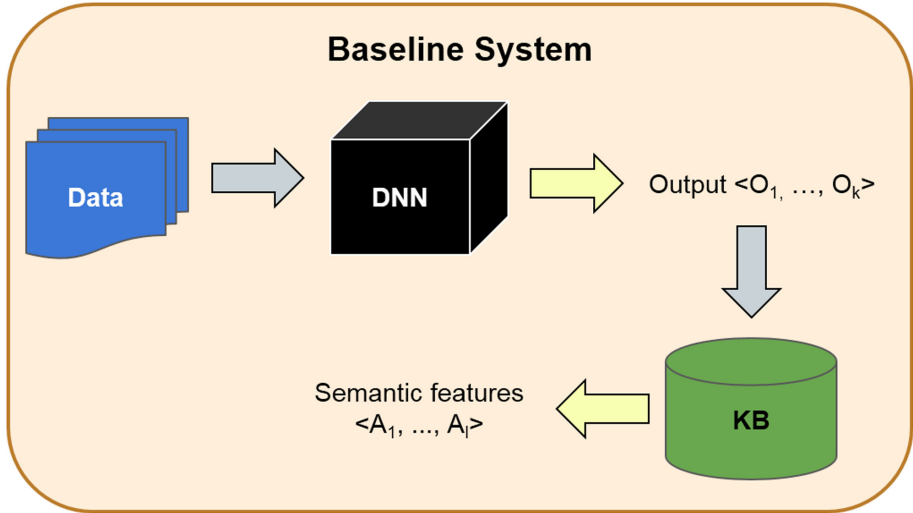 Baseline System
Data
DNN
Output <O1, ..., Ok>
KB
Semantic features
<A1, ..., Al>